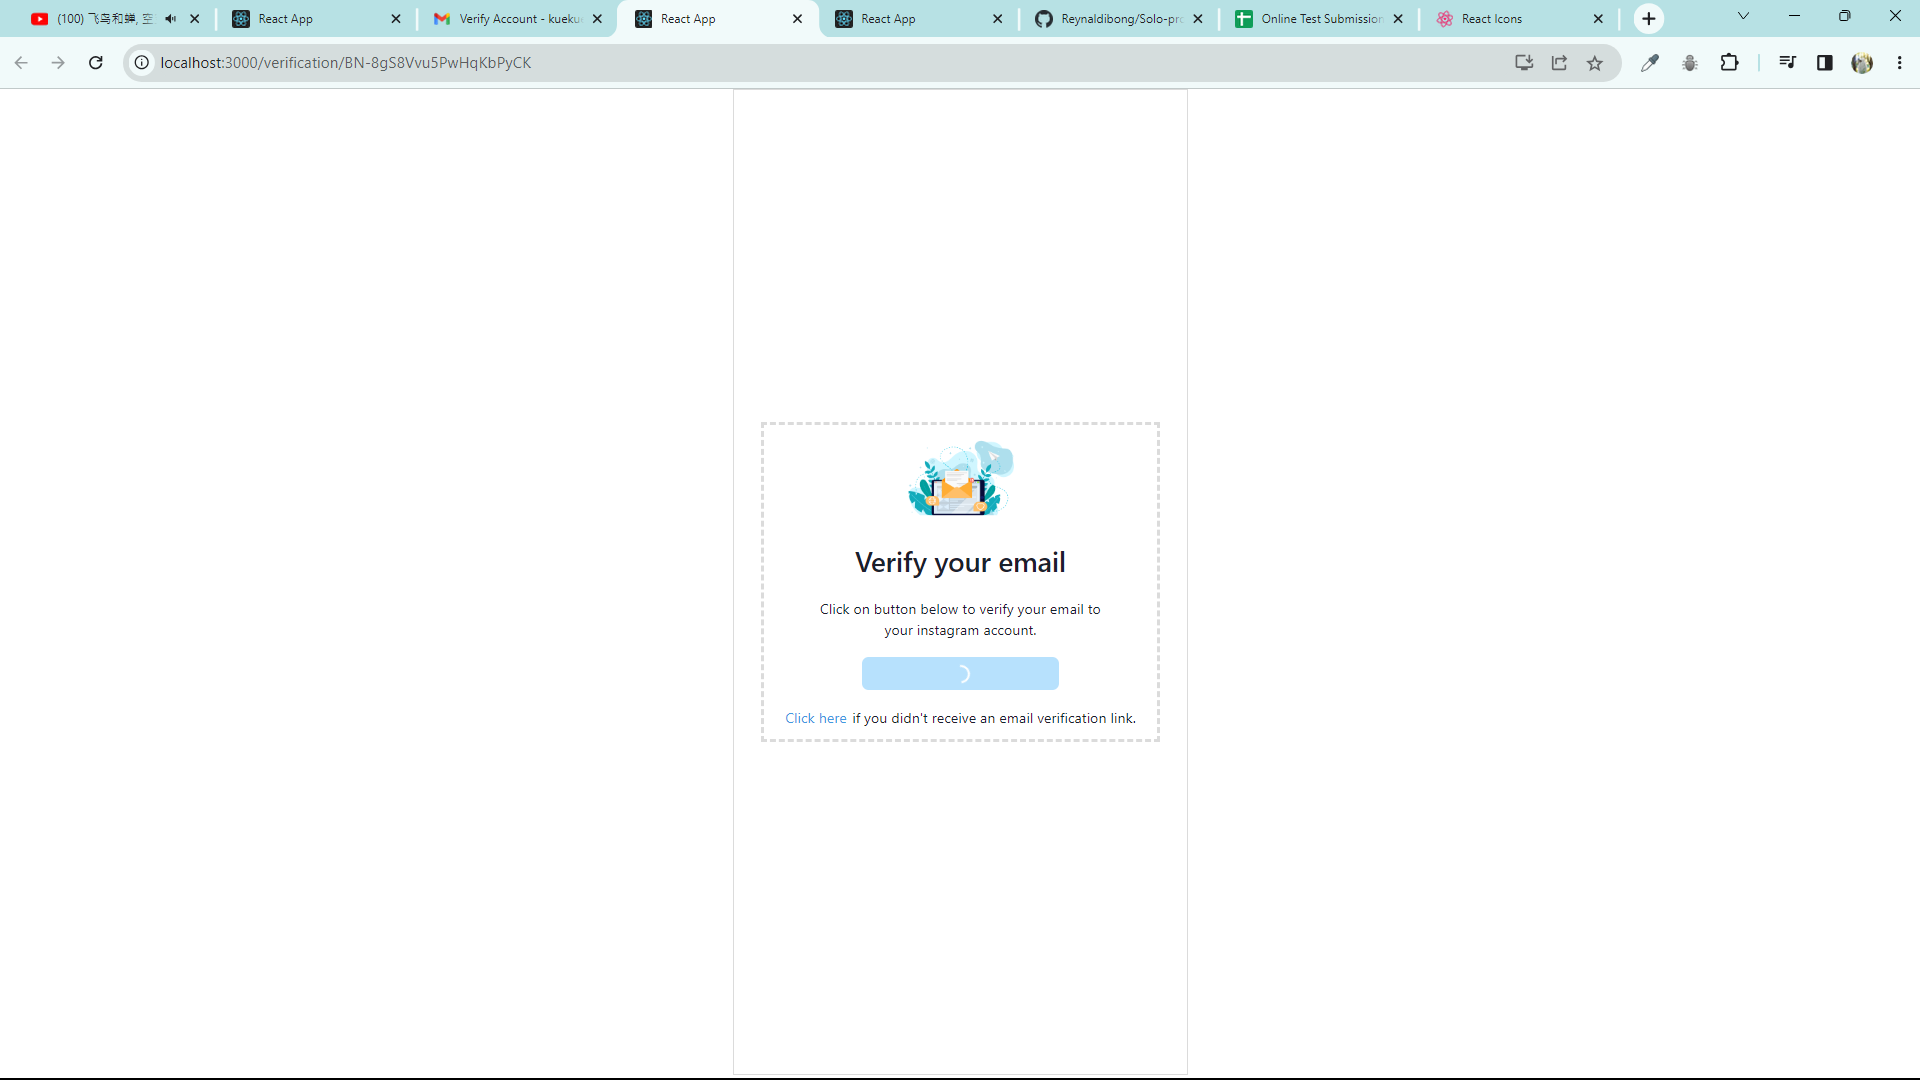 (100) 飞鸟和蝉, 空
React App
Verify Account - kueku
React App
React App
Reynaldibong/Solo-pro
Online Test Submission
React Icons
localhost:3000/verification/BN-8gS8Vvu5PwHqKbPyCK
Verify your email
Click on button below to verify your email to
your instagram account.
Click here if you didn't receive an email verification link.